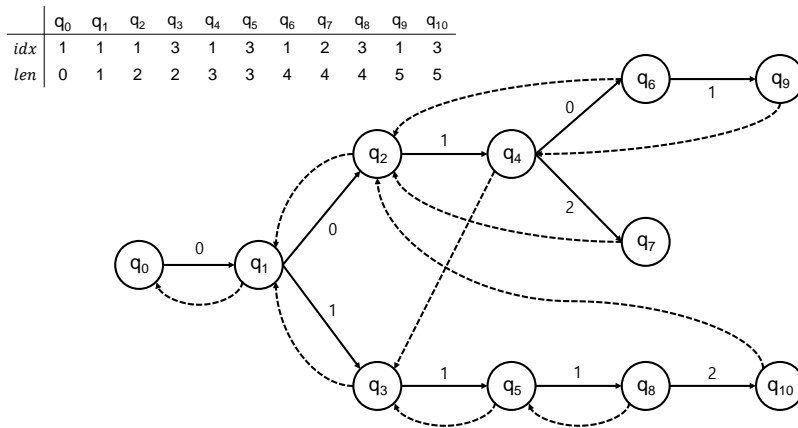 q0 q1 q2 q3 q4 q5 q6 q7 q8 q9 q10
idx 1 1 1 3 1 3 1 2 3 1 3
len 0 1 2 2 3 3 4 4 4 5 5
q6 1 q9
0
q2 1 q4
2
0
q7
q0 0 q1
1
q3 1 q5 1 q8 2 q10